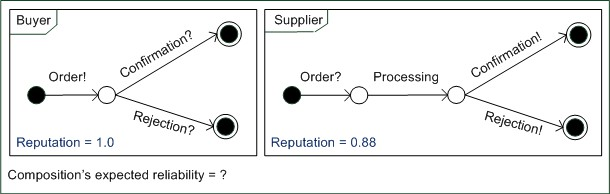 Buyer
Order!
Confirmation?
Rejection?
Reputation = 1.0
Supplier
Order?
Processing
Confirmation!
Rejection!
Reputation = 0.88
Composition's expected reliability = ?